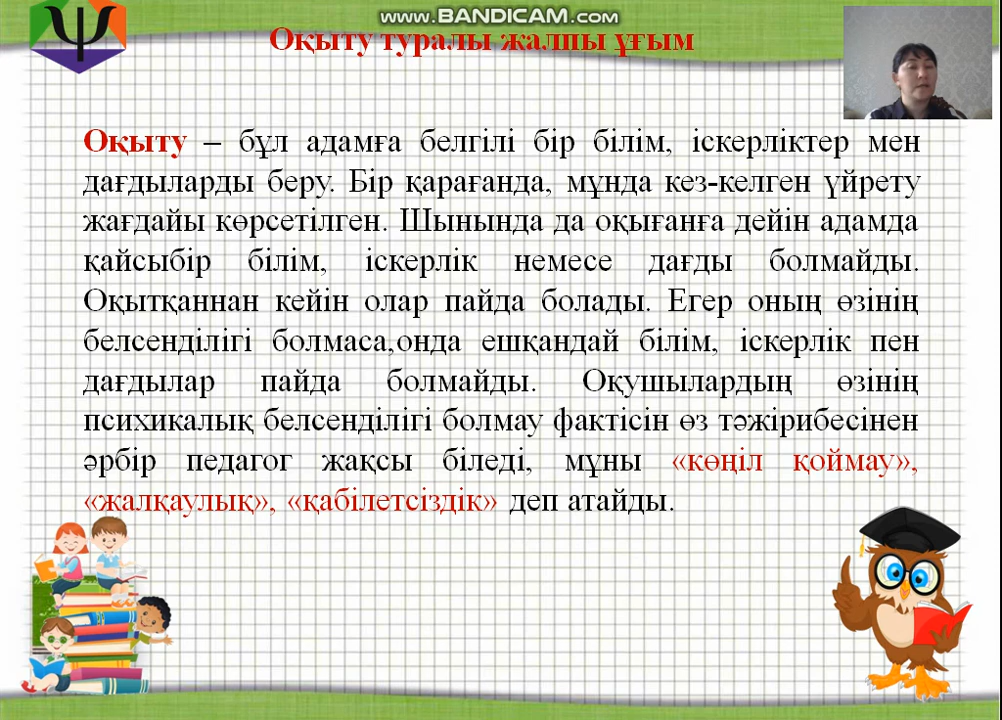 www.BANDICAM.com
Оқыту туралы жалпы ұғым
Оқыту – бұл адамға белгілі бір білім, іскерліктер мен
дағдыларды беру. Бір қарағанда, мұнда кез-келген үйрету
жағдайы көрсетілген. Шынында да оқығанға дейін адамда
қайсыбір білім, іскерлік немесе дағды болмайды.
Оқытқаннан кейін олар пайда болады. Егер оның өзінің
белсенділігі болмаса,онда ешқандай білім, іскерлік пен
дағдылар пайда болмайды. Оқушылардың өзінің
психикалық белсенділігі болмау фактісін өз тәжірибесінен
әрбір педагог жақсы біледі, мұны «көңіл қоймау»,
«жалқаулық», «қабілетсіздік» деп атайды.